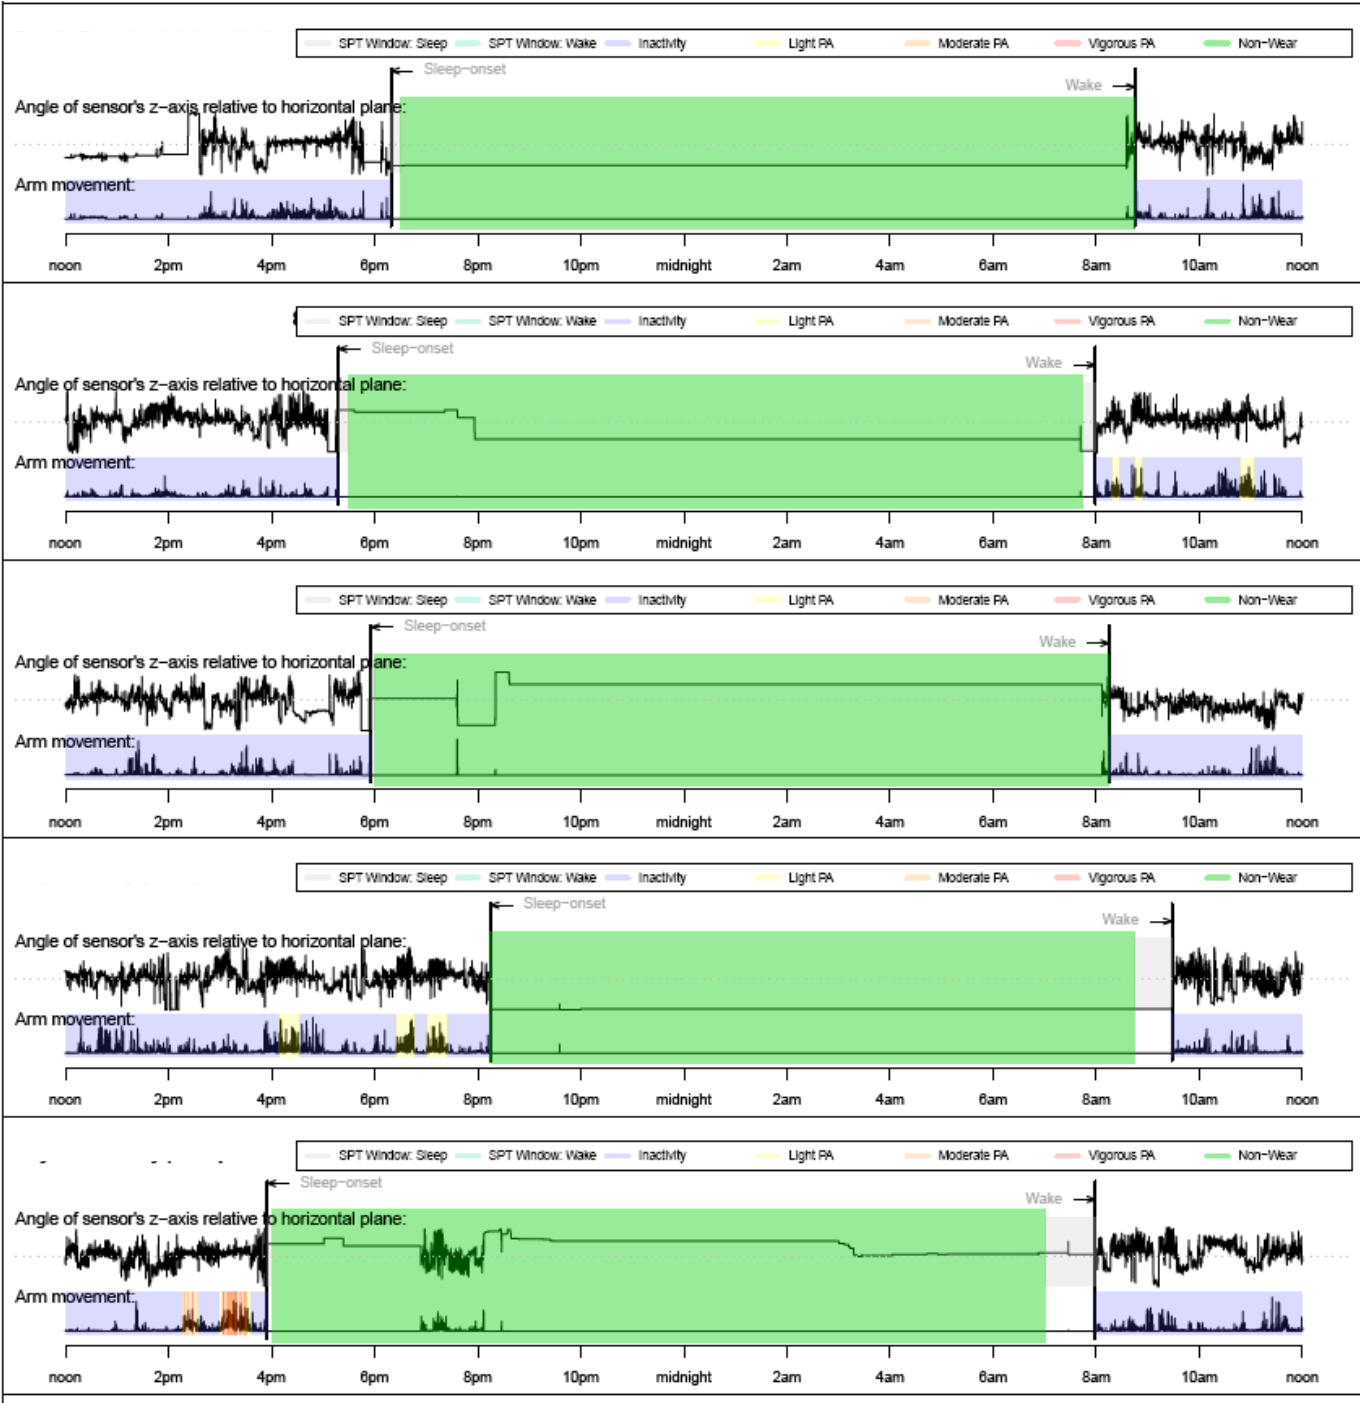 SPT Window: Sleep SPT Window: Wake Inactivity Light PA Moderate PA Vigorous PA Non-Wear
Sleep-onset
Wake
Angle of sensor's z-axis relative to horizontal plane:
Arm movement:
noon 2pm 4pm 6pm 8pm 10pm midnight 2am 4am 6am 8am 10am noon
SPT Window: Sleep SPT Window: Wake Inactivity Light PA Moderate PA Vigorous PA Non-Wear
Sleep-onset
Wake
Angle of sensor's z-axis relative to horizontal plane:
Arm movement:
noon 2pm 4pm 6pm 8pm 10pm midnight 2am 4am 6am 8am 10am noon
SPT Window: Sleep SPT Window: Wake Inactivity Light PA Moderate PA Vigorous PA Non-Wear
Sleep-onset
Wake
Angle of sensor's z-axis relative to horizontal plane:
Arm movement:
noon 2pm 4pm 6pm 8pm 10pm midnight 2am 4am 6am 8am 10am noon
SPT Window: Sleep SPT Window: Wake Inactivity Light PA Moderate PA Vigorous PA Non-Wear
Sleep-onset
Wake
Angle of sensor's z-axis relative to horizontal plane:
Arm movement:
noon 2pm 4pm 6pm 8pm 10pm midnight 2am 4am 6am 8am 10am noon
SPT Window: Sleep SPT Window: Wake Inactivity Light PA Moderate PA Vigorous PA Non-Wear
Sleep-onset
Wake
Angle of sensor's z-axis relative to horizontal plane:
Arm movement:
noon 2pm 4pm 6pm 8pm 10pm midnight 2am 4am 6am 8am 10am noon